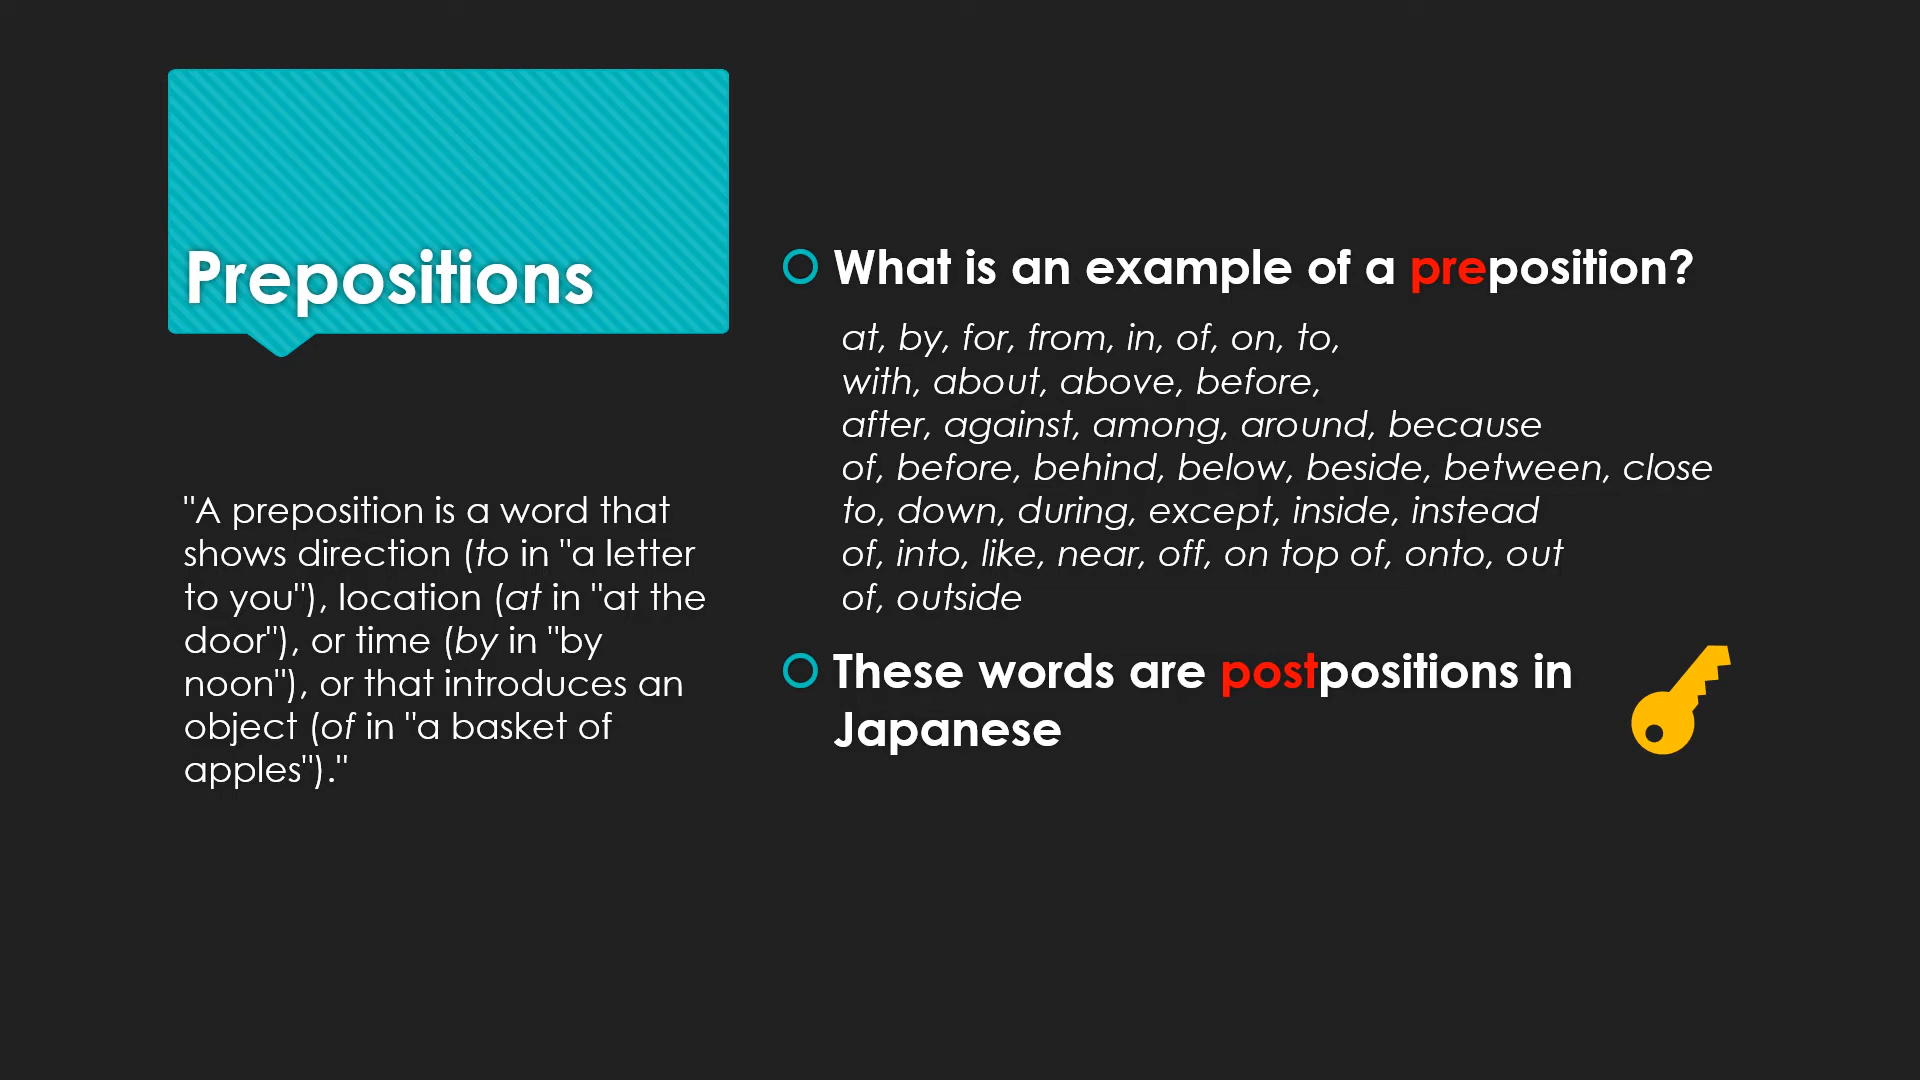 Prepositions
"A preposition is a word that
shows direction (to in "a letter
to you"), location (at in "at the
door"), or time (by in "by
noon"), or that introduces an
object (of in "a basket of
apples")."
What is an example of a preposition?
at, by, for, from, in, of, on, to,
with, about, above, before,
after, against, among, around, because
of, before, behind, below, beside, between, close
to, down, during, except, inside, instead
of, into, like, near, off, on top of, onto, out
of, outside
These words are postpositions in
Japanese